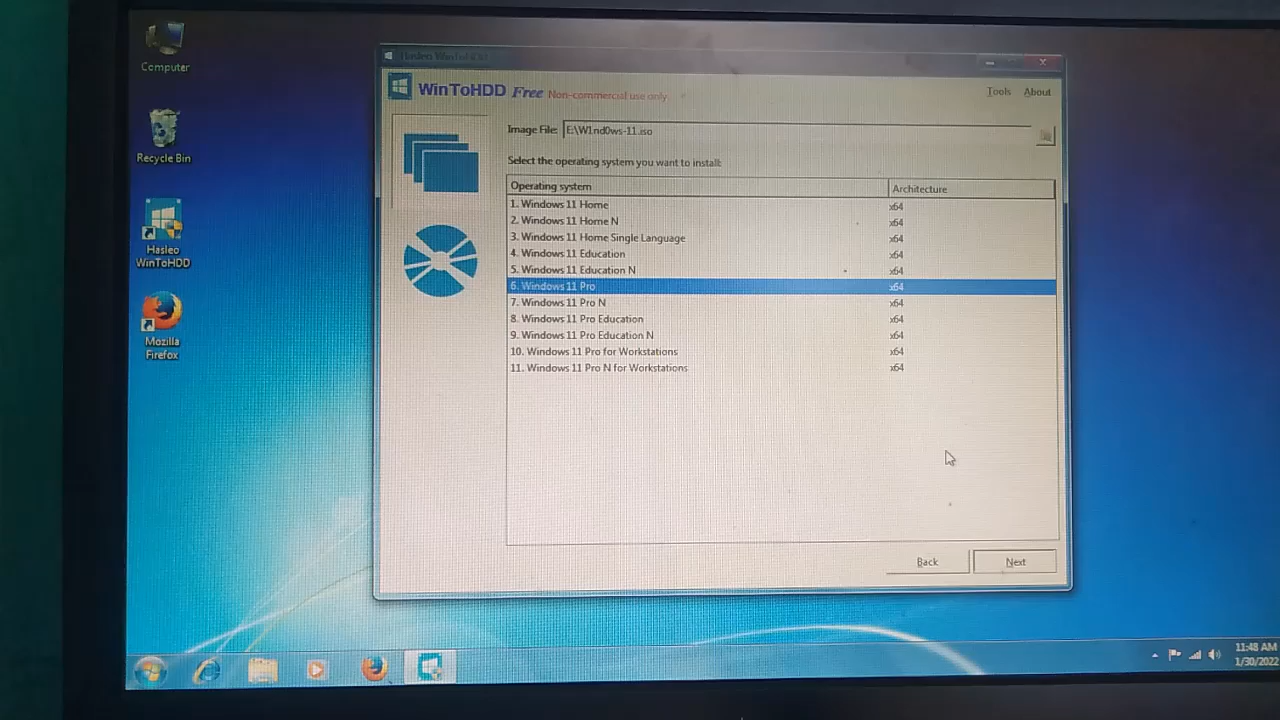 Computer
Recycle Bin
Hasleo
WinToHDD
Mozilla
Firefox
Hasleo WinToHDD
WinToHDD Free Non-commercial use only
Tools About
Image File: E:\W1nd0ws-11.iso
Select the operating system you want to install:
Operating system Architecture
1. Windows 11 Home x64
2. Windows 11 Home N x64
3. Windows 11 Home Single Language x64
4. Windows 11 Education x64
5. Windows 11 Education N x64
6. Windows 11 Pro x64
7. Windows 11 Pro N x64
8. Windows 11 Pro Education x64
9. Windows 11 Pro Education N x64
10. Windows 11 Pro for Workstations x64
11. Windows 11 Pro N for Workstations x64
Back Next
11:48 AM
1/30/2022